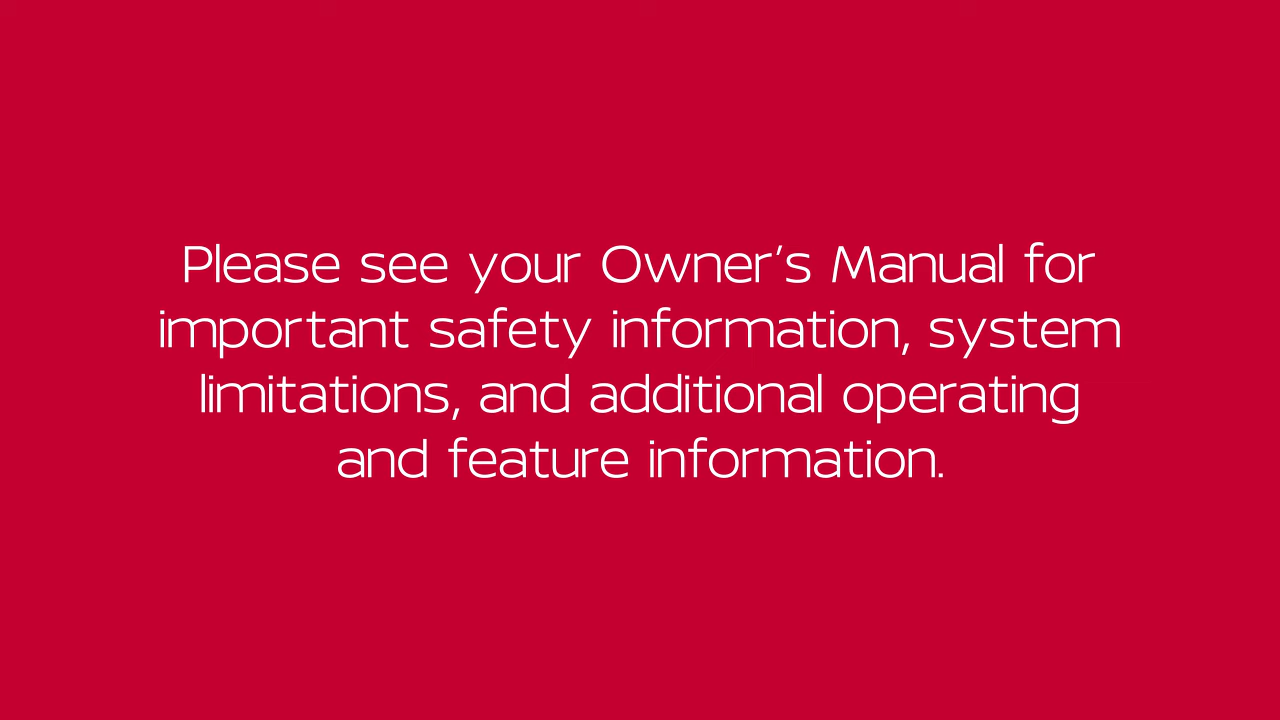 Please see your Owner’s Manual for
important safety information, system
limitations, and additional operating
and feature information.